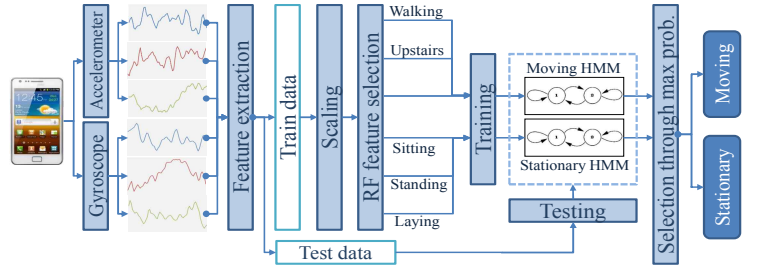 Accelerometer
Gyroscope
Feature extraction
Train data
Test data
Scaling
RF feature selection
Walking
Upstairs
Sitting
Standing
Laying
Training
Moving HMM
Stationary HMM
Testing
Selection through max prob.
Moving
Stationary